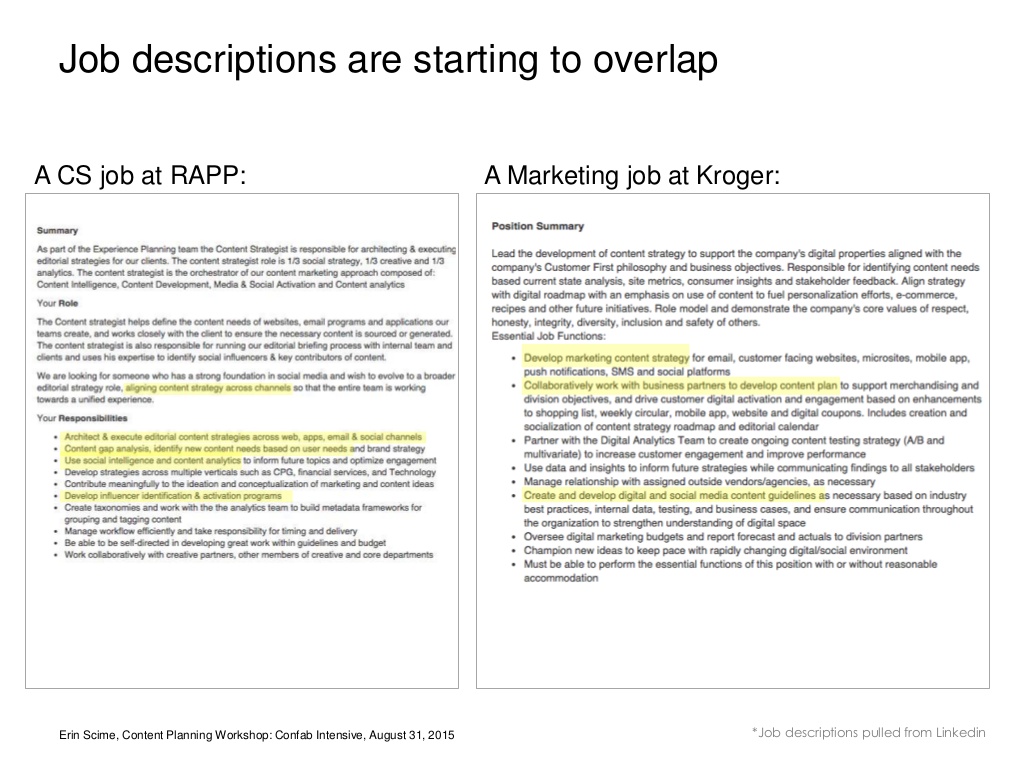 Job descriptions are starting to overlap
A CS job at RAPP:
Summary
As part of the Experience Planning team the Content Strategist is responsible for architecting & executing
editorial strategies for our clients. The content strategist role is 1/3 social strategy, 1/3 creative and 1/3
analytics. The content strategist is the orchestrator of our content marketing approach composed of:
Content Intelligence, Content Development, Media & Social Activation and Content analytics
Your Role
The Content strategist helps define the content needs of websites, email programs and applications our
teams create, and works closely with the client to ensure the necessary content is sourced or generated.
The content strategist is also responsible for running our editorial briefing process with internal team and
clients and uses his expertise to identify social influencers & key contributors of content.
We are looking for someone who has a strong foundation in social media and wish to evolve to a broader
editorial strategy role, aligning content strategy across channels so that the entire team is working
towards a unified experience.
Your Responsibilities
• Architect & execute editorial content strategies across web, apps, email & social channels
• Content gap analysis, identify new content needs based on user needs and brand strategy
• Use social intelligence and content analytics to inform future topics and optimize engagement
• Develop strategies across multiple verticals such as CPG, financial services, and Technology
• Contribute meaningfully to the ideation and conceptualization of marketing and content ideas
• Develop influencer identification & activation programs
• Create taxonomies and work with the the analytics team to build metadata frameworks for
grouping and tagging content
• Manage workflow efficiently and take responsibility for timing and delivery
• Be able to be self-directed in developing great work within guidelines and budget
• Work collaboratively with creative partners, other members of creative and core departments
A Marketing job at Kroger:
Position Summary
Lead the development of content strategy to support the company's digital properties aligned with the
company's Customer First philosophy and business objectives. Responsible for identifying content needs
based current state analysis, site metrics, consumer insights and stakeholder feedback. Align strategy
with digital roadmap with an emphasis on use of content to fuel personalization efforts, e-commerce,
recipes and other future initiatives. Role model and demonstrate the company's core values of respect,
honesty, integrity, diversity, inclusion and safety of others.
Essential Job Functions:
• Develop marketing content strategy for email, customer facing websites, microsites, mobile app,
push notifications, SMS and social platforms
• Collaboratively work with business partners to develop content plan to support merchandising and
division objectives, and drive customer digital activation and engagement based on enhancements
to shopping list, weekly circular, mobile app, website and digital coupons. Includes creation and
socialization of content strategy roadmap and editorial calendar
• Partner with the Digital Analytics Team to create ongoing content testing strategy (A/B and
multivariate) to increase customer engagement and improve performance
• Use data and insights to inform future strategies while communicating findings to all stakeholders
• Manage relationship with assigned outside vendors/agencies, as necessary
• Create and develop digital and social media content guidelines as necessary based on industry
best practices, internal data, testing, and business cases, and ensure communication throughout
the organization to strengthen understanding of digital space
• Oversee digital marketing budgets and report forecast and actuals to division partners
• Champion new ideas to keep pace with rapidly changing digital/social environment
• Must be able to perform the essential functions of this position with or without reasonable
accommodation
Erin Scime, Content Planning Workshop: Confab Intensive, August 31, 2015
*Job descriptions pulled from Linkedin